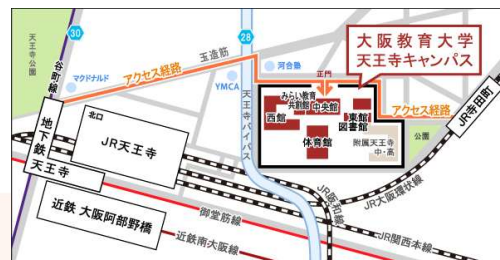 天王寺公園
30
谷町線
マクドナルド
アクセス経路
玉造筋
28
YMCA
河合塾
正門
大阪教育大学
天王寺キャンパス
みらい教育
共創館
中央館
西館
東館
図書館
体育館
附属天王寺
中・高
アクセス経路
公園
JR寺田町
天王寺バイパス
北口
JR天王寺
地下鉄
天王寺
近鉄 大阪阿部野橋
御堂筋線
近鉄南大阪線
JR阪和線
JR大阪環状線
JR関西本線